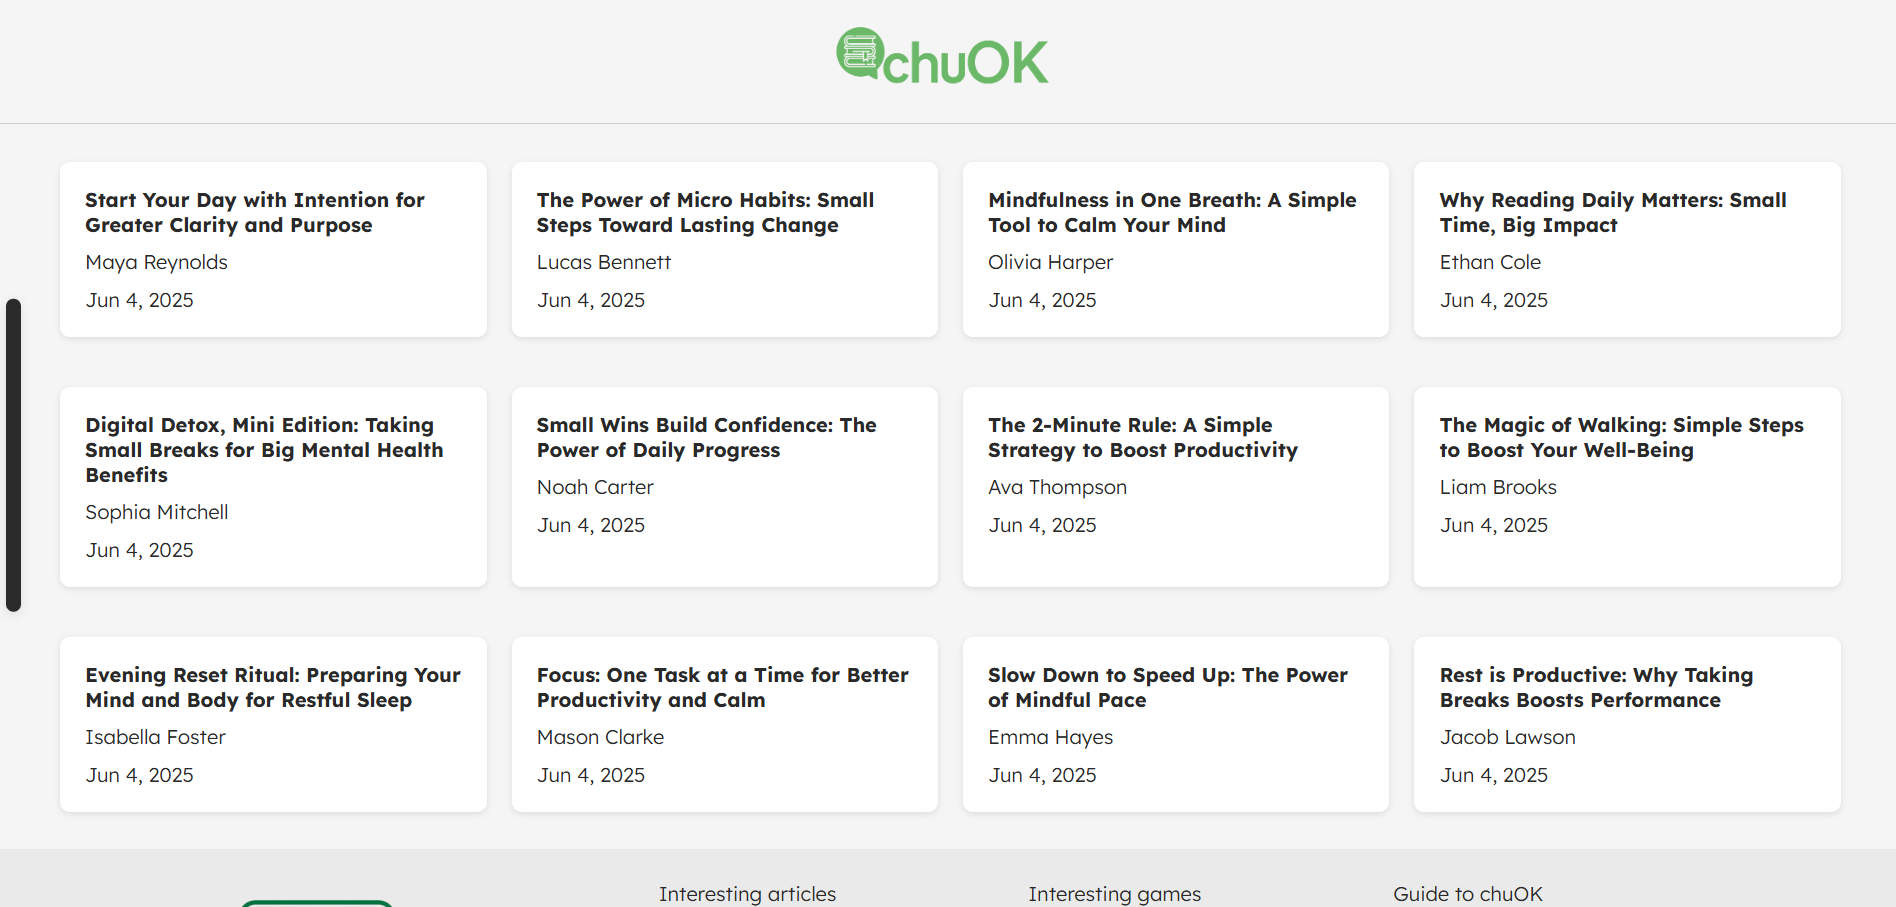 chuOK
Start Your Day with Intention for
Greater Clarity and Purpose
Maya Reynolds
Jun 4, 2025
The Power of Micro Habits: Small
Steps Toward Lasting Change
Lucas Bennett
Jun 4, 2025
Mindfulness in One Breath: A Simple
Tool to Calm Your Mind
Olivia Harper
Jun 4, 2025
Why Reading Daily Matters: Small
Time, Big Impact
Ethan Cole
Jun 4, 2025
Digital Detox, Mini Edition: Taking
Small Breaks for Big Mental Health
Benefits
Sophia Mitchell
Jun 4, 2025
Small Wins Build Confidence: The
Power of Daily Progress
Noah Carter
Jun 4, 2025
The 2-Minute Rule: A Simple
Strategy to Boost Productivity
Ava Thompson
Jun 4, 2025
The Magic of Walking: Simple Steps
to Boost Your Well-Being
Liam Brooks
Jun 4, 2025
Evening Reset Ritual: Preparing Your
Mind and Body for Restful Sleep
Isabella Foster
Jun 4, 2025
Focus: One Task at a Time for Better
Productivity and Calm
Mason Clarke
Jun 4, 2025
Slow Down to Speed Up: The Power
of Mindful Pace
Emma Hayes
Jun 4, 2025
Rest is Productive: Why Taking
Breaks Boosts Performance
Jacob Lawson
Jun 4, 2025
Interesting articles
Interesting games
Guide to chuOK